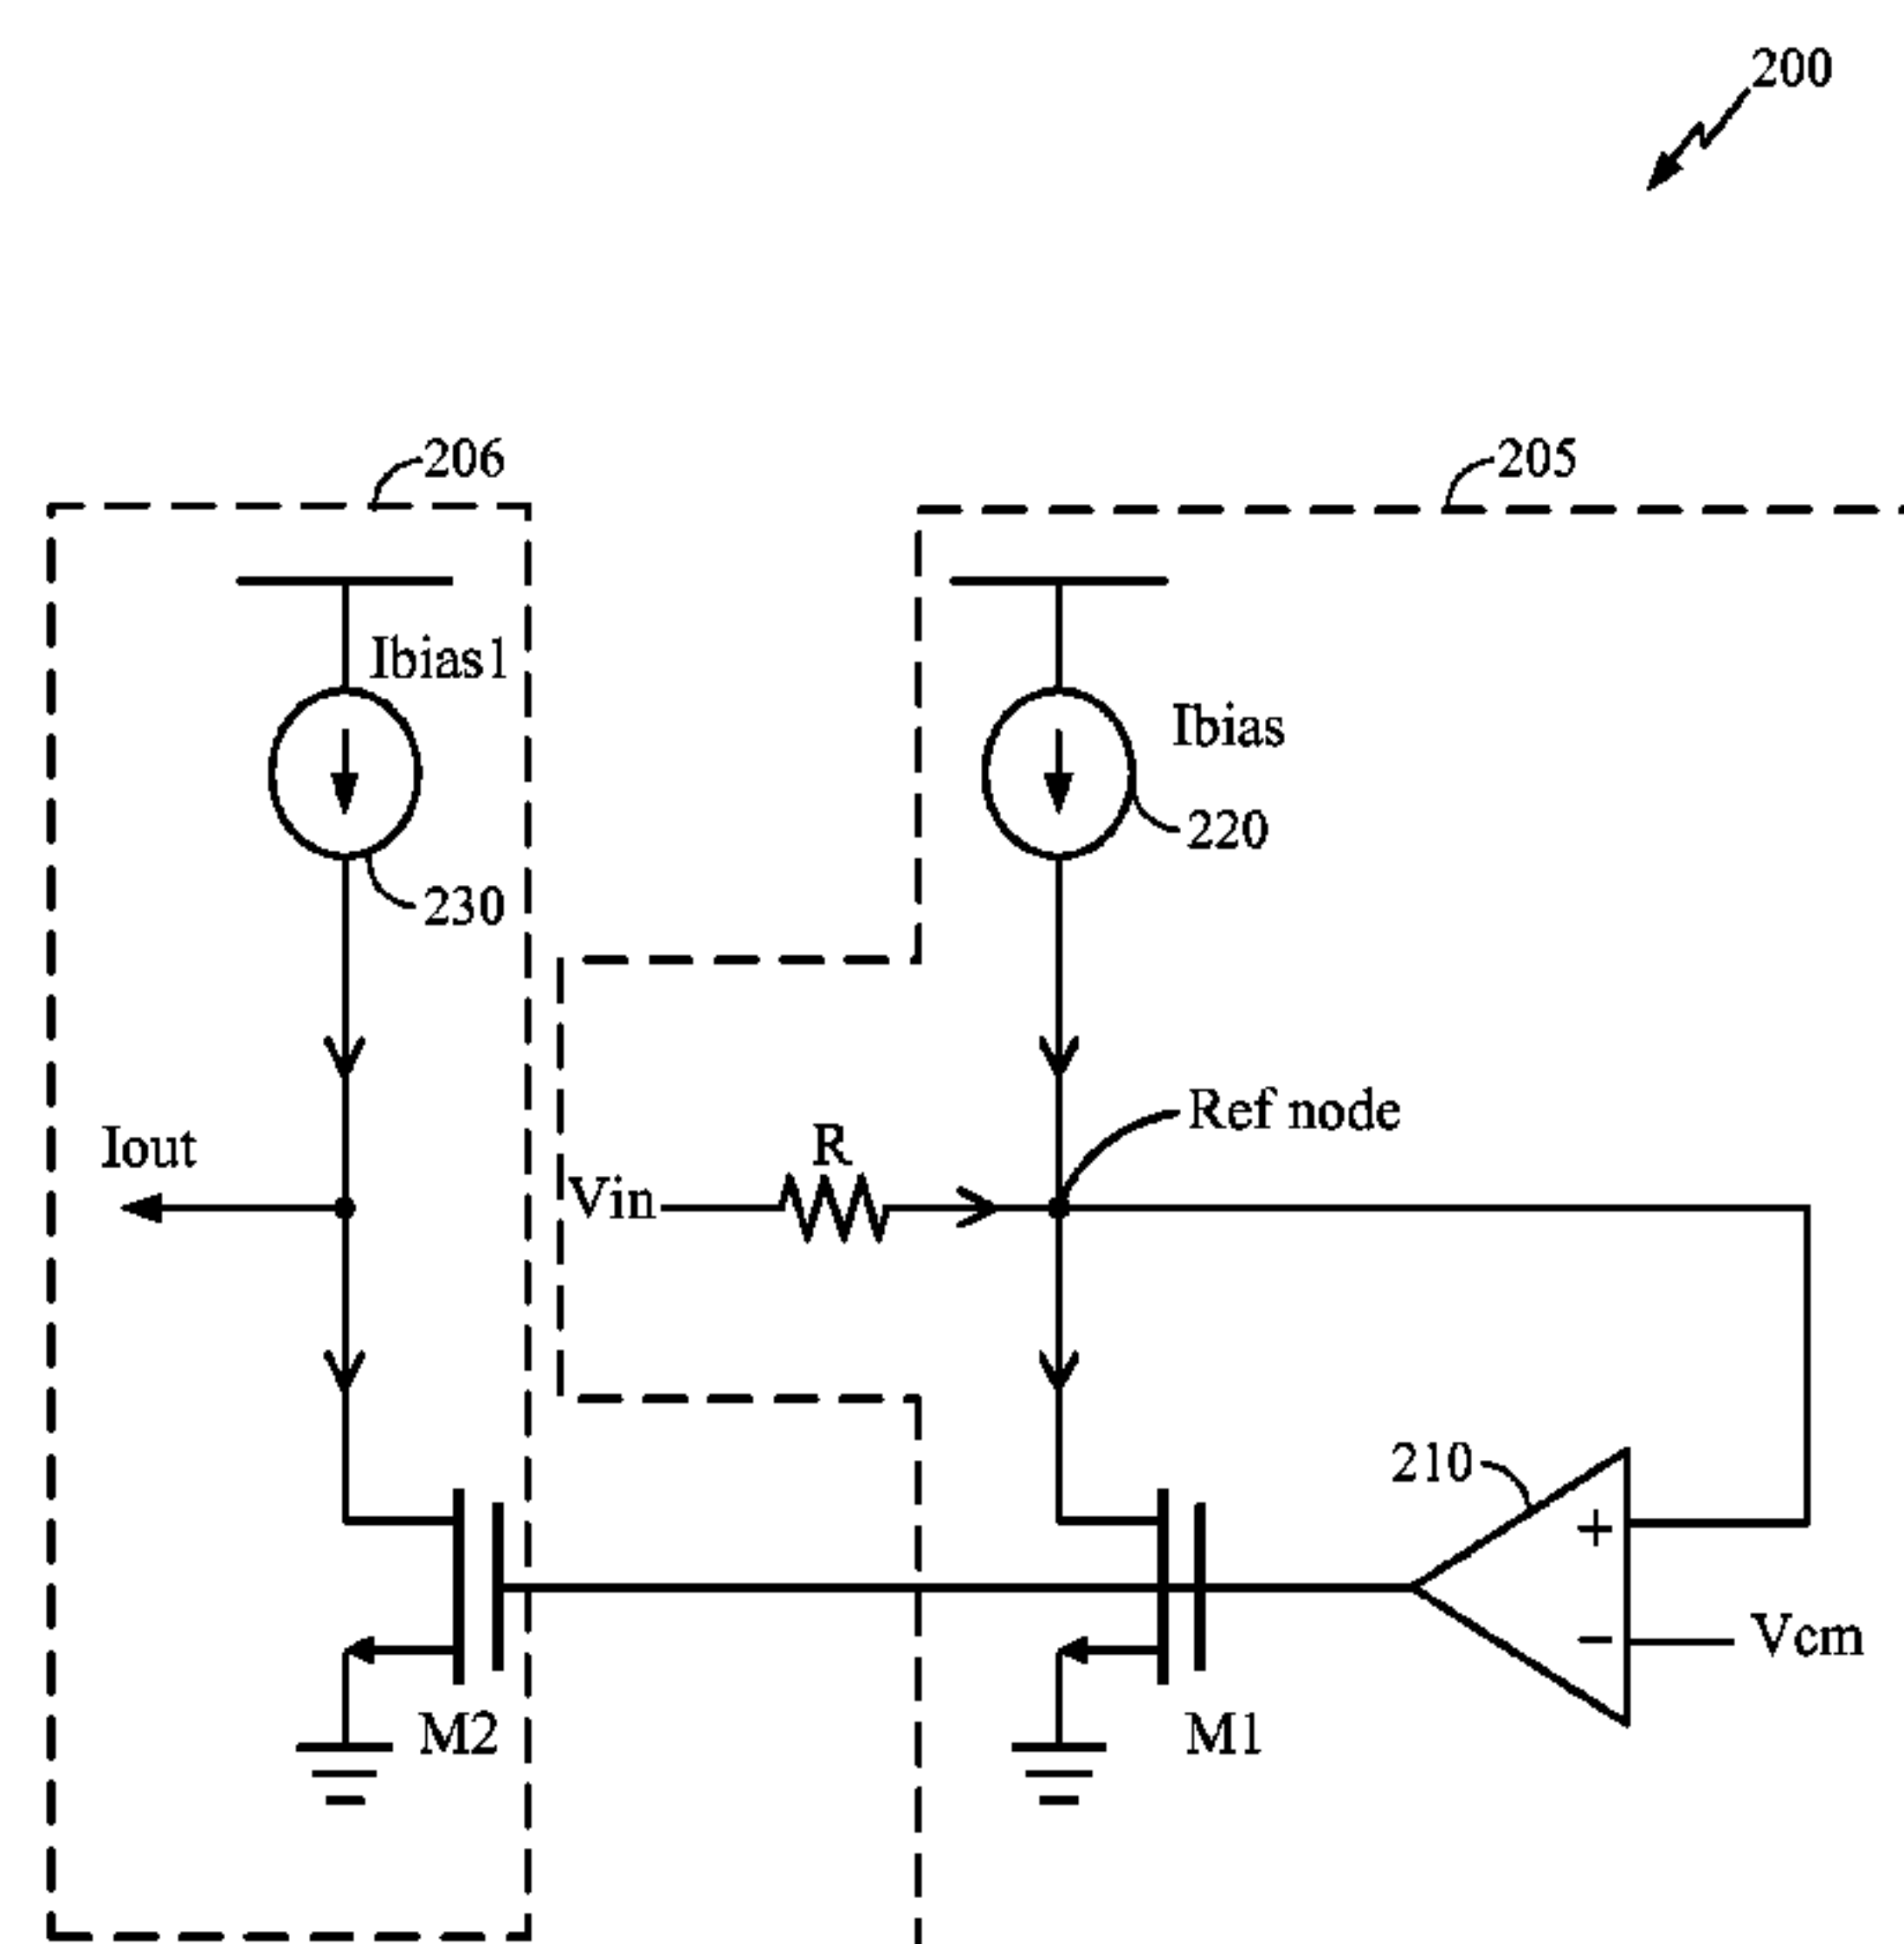 200
206
205
Ibias1
Ibias
220
230
Ref node
Iout
R
Vin
210
+
−
Vcm
M2
M1